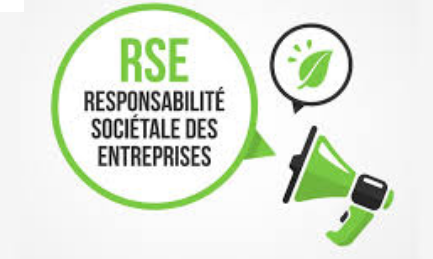 RSE
RESPONSABILITÉ
SOCIÉTALE DES
ENTREPRISES